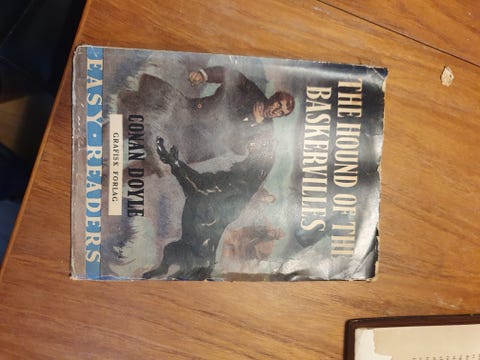 THE HOUND OF THE
BASKERVILLES
CONAN DOYLE
GRAFISK FORLAG
EASY-READERS